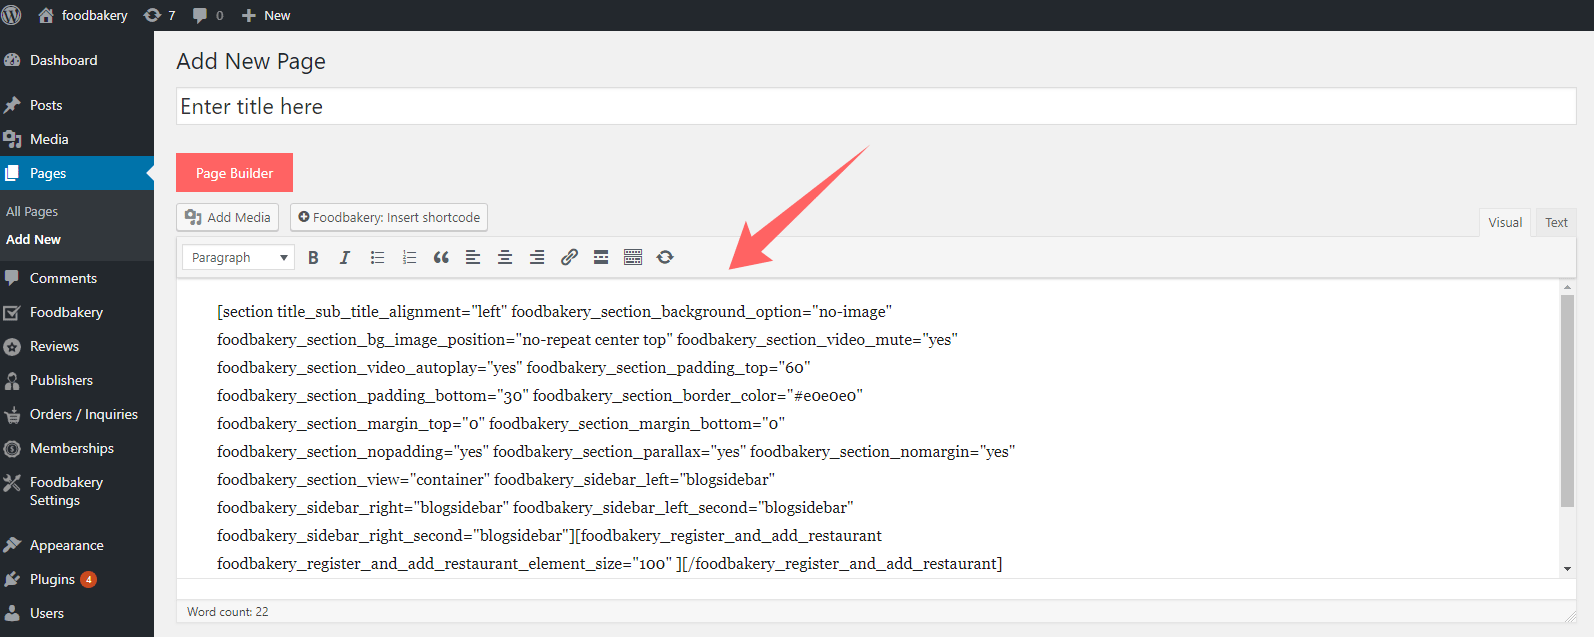 foodbakery 7 0 New
Dashboard
Posts
Media
Pages
All Pages
Add New
Comments
Foodbakery
Reviews
Publishers
Orders / Inquiries
Memberships
Foodbakery
Settings
Appearance
Plugins 4
Users
Add New Page
Enter title here
Page Builder
Add Media Foodbakery: Insert shortcode
Visual Text
Paragraph
[section title_sub_title_alignment="left" foodbakery_section_background_option="no-image"
foodbakery_section_bg_image_position="no-repeat center top" foodbakery_section_video_mute="yes"
foodbakery_section_video_autoplay="yes" foodbakery_section_padding_top="60"
foodbakery_section_padding_bottom="30" foodbakery_section_border_color="#e0e0e0"
foodbakery_section_margin_top="0" foodbakery_section_margin_bottom="0"
foodbakery_section_nopadding="yes" foodbakery_section_parallax="yes" foodbakery_section_nomargin="yes"
foodbakery_section_view="container" foodbakery_sidebar_left="blogsidebar"
foodbakery_sidebar_right="blogsidebar" foodbakery_sidebar_left_second="blogsidebar"
foodbakery_sidebar_right_second="blogsidebar"][foodbakery_register_and_add_restaurant
foodbakery_register_and_add_restaurant_element_size="100" ][/foodbakery_register_and_add_restaurant]
Word count: 22